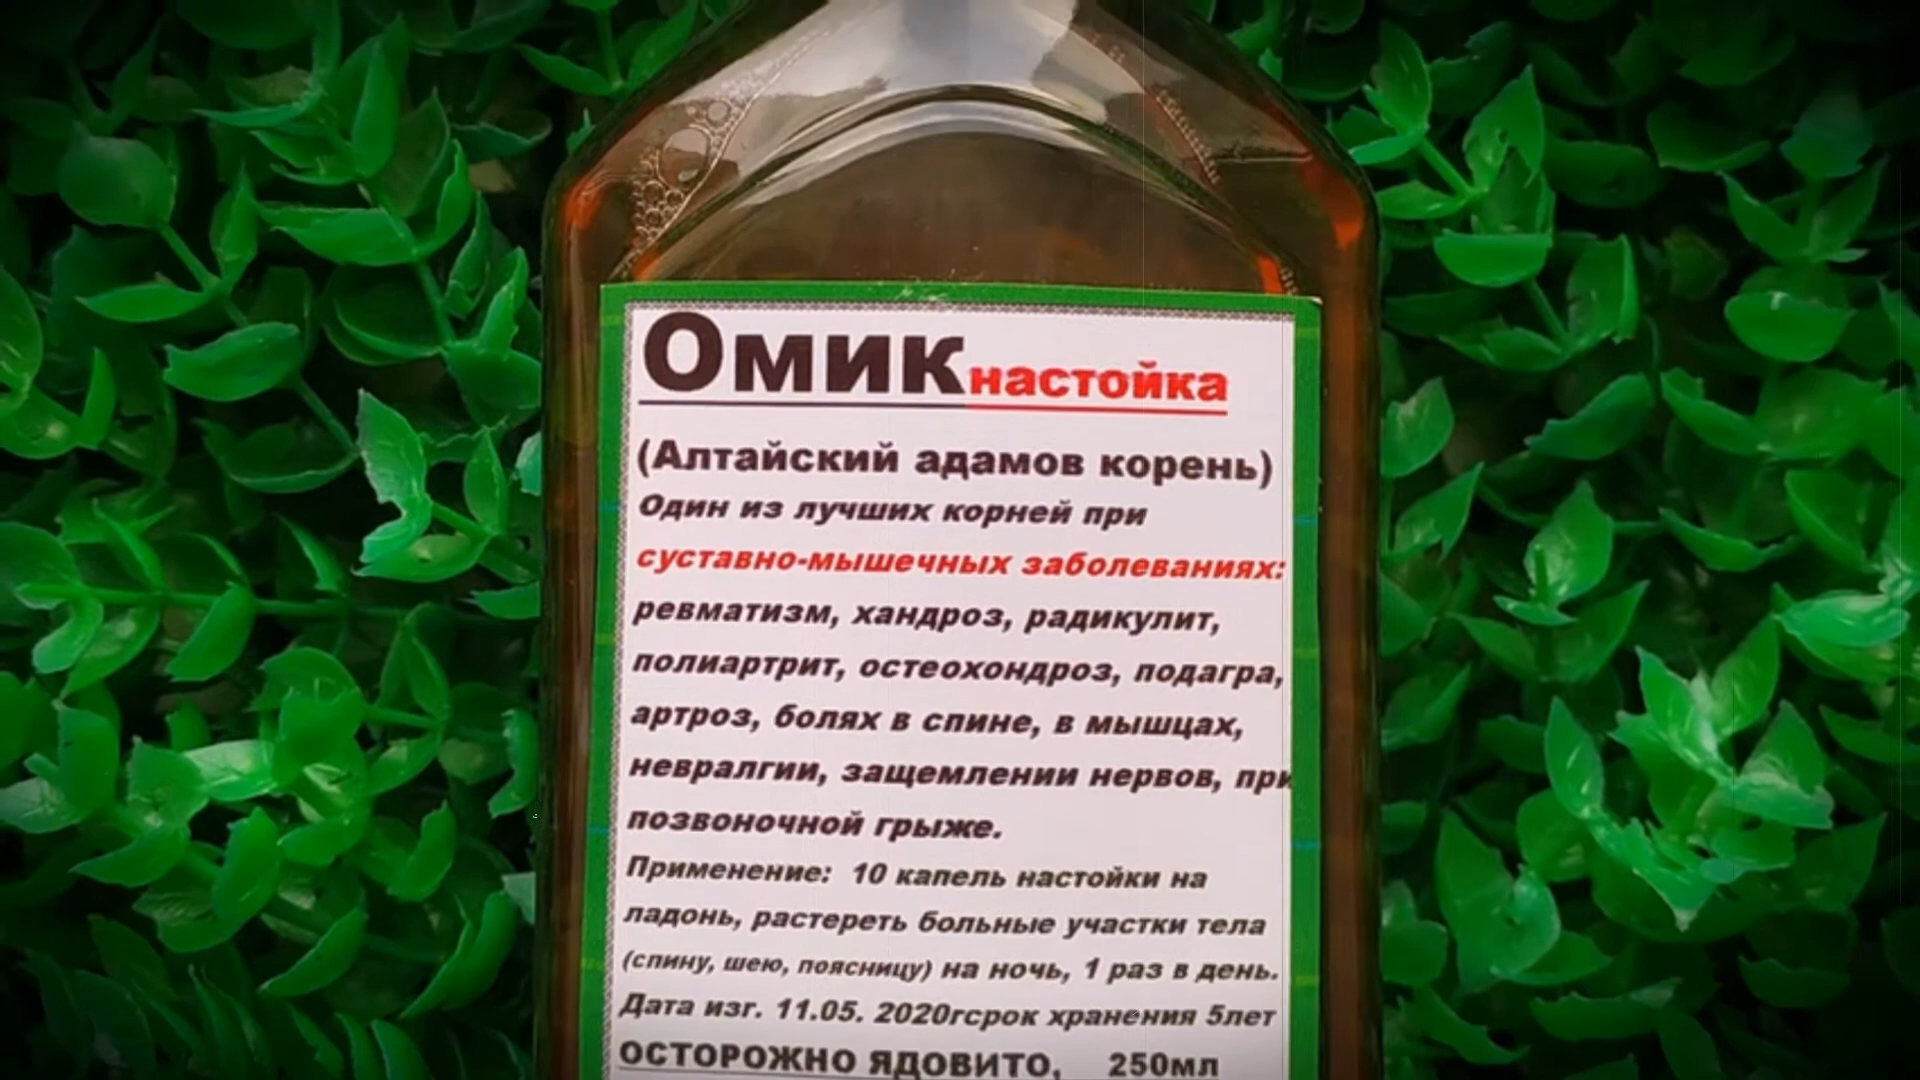 Омик настойка
(Алтайский адамов корень)
Один из лучших корней при
суставно-мышечных заболеваниях:
ревматизм, хандроз, радикулит,
полиартрит, остеохондроз, подагра,
артроз, болях в спине, в мышцах,
невралгии, защемлении нервов, при
позвоночной грыже.
Применение: 10 капель настойки на
ладонь, растереть больные участки тела
(спину, шею, поясницу) на ночь, 1 раз в день.
Дата изг. 11.05. 2020гсрок хранения 5лет
ОСТОРОЖНО ЯДОВИТО, 250мл